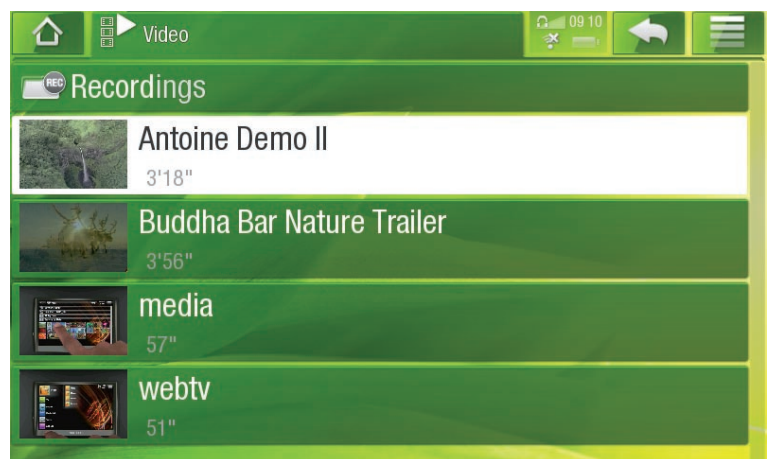 Video
09 10
REC Recordings
Antoine Demo II
3'18"
Buddha Bar Nature Trailer
3'56"
media
57"
webtv
51"